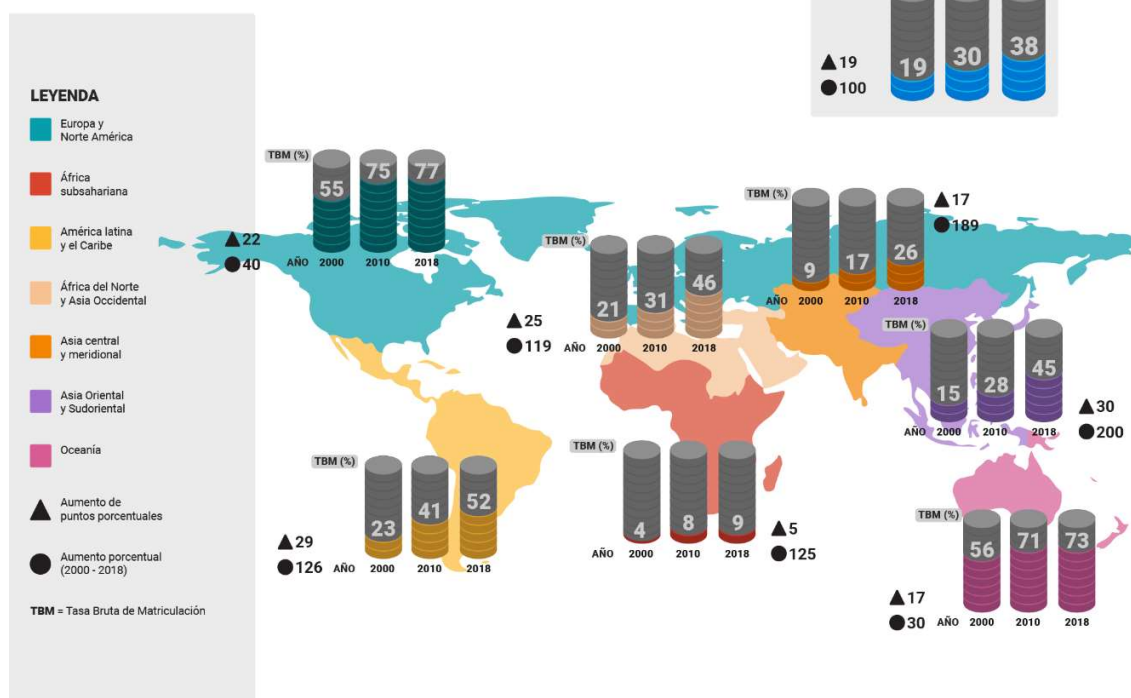 19 30 38
▲19
●100
LEYENDA
Europa y
Norte América
África
subsahariana
América latina
y el Caribe
África del Norte
y Asia Occidental
Asia central
y meridional
Asia Oriental
y Sudoriental
Oceanía
Aumento de
puntos porcentuales
Aumento porcentual
(2000 - 2018)
TBM = Tasa Bruta de Matriculación
TBM (%)
55 75 77
▲22
●40
AÑO 2000 2010 2018
TBM (%)
21 31 46
▲25
●119
AÑO 2000 2010 2018
TBM (%)
9 17 26
▲17
●189
AÑO 2000 2010 2018
TBM (%)
15 28 45
▲30
●200
AÑO 2000 2010 2018
TBM (%)
23 41 52
▲29
●126
AÑO 2000 2010 2018
TBM (%)
4 8 9
▲5
●125
AÑO 2000 2010 2018
TBM (%)
56 71 73
▲17
●30
AÑO 2000 2010 2018